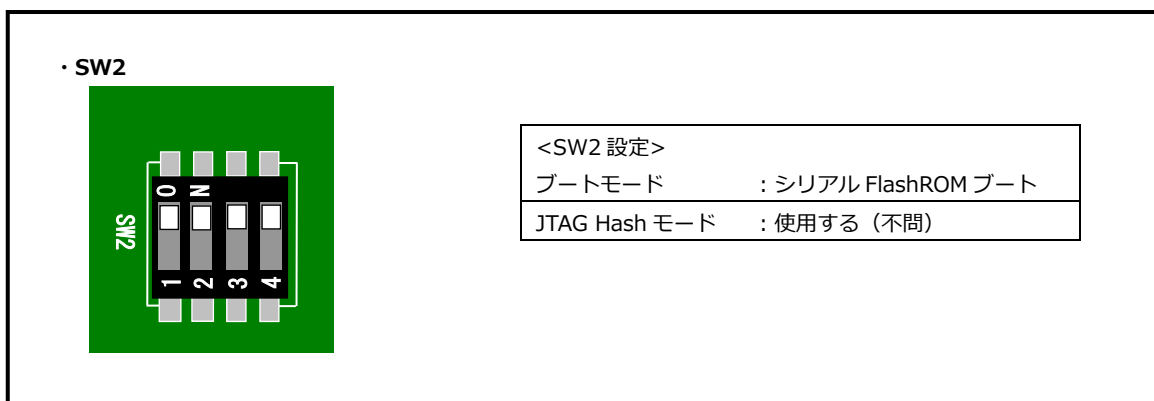 ・SW2
SW2
O N
1 2 3 4
<SW2 設定>
ブートモード ：シリアル FlashROM ブート
JTAG Hash モード ：使用する（不問）